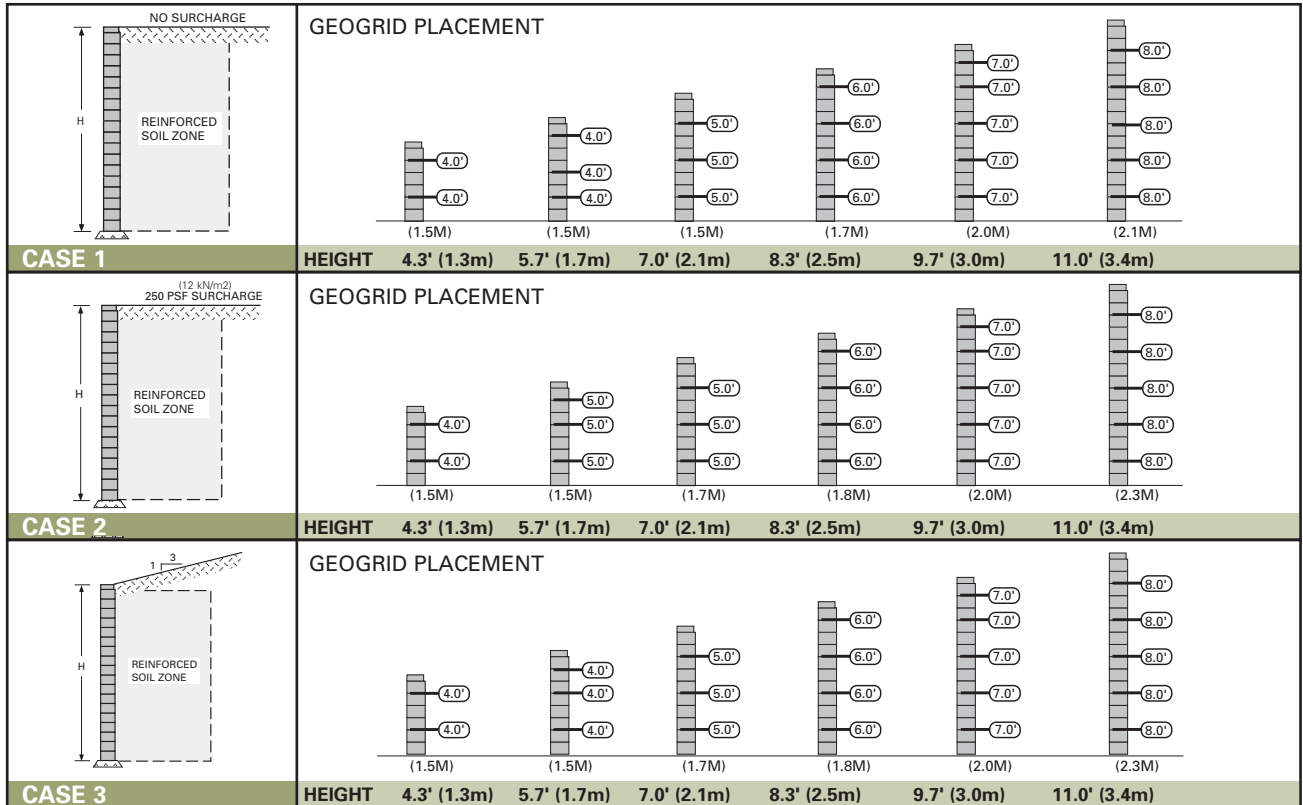 NO SURCHARGE
H
REINFORCED
SOIL ZONE
CASE 1
GEOGRID PLACEMENT
4.0'
4.0'
4.0'
4.0'
4.0'
5.0'
5.0'
5.0'
6.0'
6.0'
6.0'
6.0'
7.0'
7.0'
7.0'
7.0'
7.0'
8.0'
8.0'
8.0'
8.0'
8.0'
(1.5M) (1.5M) (1.5M) (1.7M) (2.0M) (2.1M)
HEIGHT 4.3' (1.3m) 5.7' (1.7m) 7.0' (2.1m) 8.3' (2.5m) 9.7' (3.0m) 11.0' (3.4m)
(12 kN/m2)
250 PSF SURCHARGE
H
REINFORCED
SOIL ZONE
CASE 2
GEOGRID PLACEMENT
4.0'
4.0'
5.0'
5.0'
5.0'
5.0'
5.0'
5.0'
6.0'
6.0'
6.0'
6.0'
7.0'
7.0'
7.0'
7.0'
7.0'
8.0'
8.0'
8.0'
8.0'
8.0'
(1.5M) (1.5M) (1.7M) (1.8M) (2.0M) (2.3M)
HEIGHT 4.3' (1.3m) 5.7' (1.7m) 7.0' (2.1m) 8.3' (2.5m) 9.7' (3.0m) 11.0' (3.4m)
3
1
H
REINFORCED
SOIL ZONE
CASE 3
GEOGRID PLACEMENT
4.0'
4.0'
4.0'
4.0'
4.0'
5.0'
5.0'
5.0'
6.0'
6.0'
6.0'
6.0'
7.0'
7.0'
7.0'
7.0'
7.0'
8.0'
8.0'
8.0'
8.0'
8.0'
(1.5M) (1.5M) (1.7M) (1.8M) (2.0M) (2.3M)
HEIGHT 4.3' (1.3m) 5.7' (1.7m) 7.0' (2.1m) 8.3' (2.5m) 9.7' (3.0m) 11.0' (3.4m)